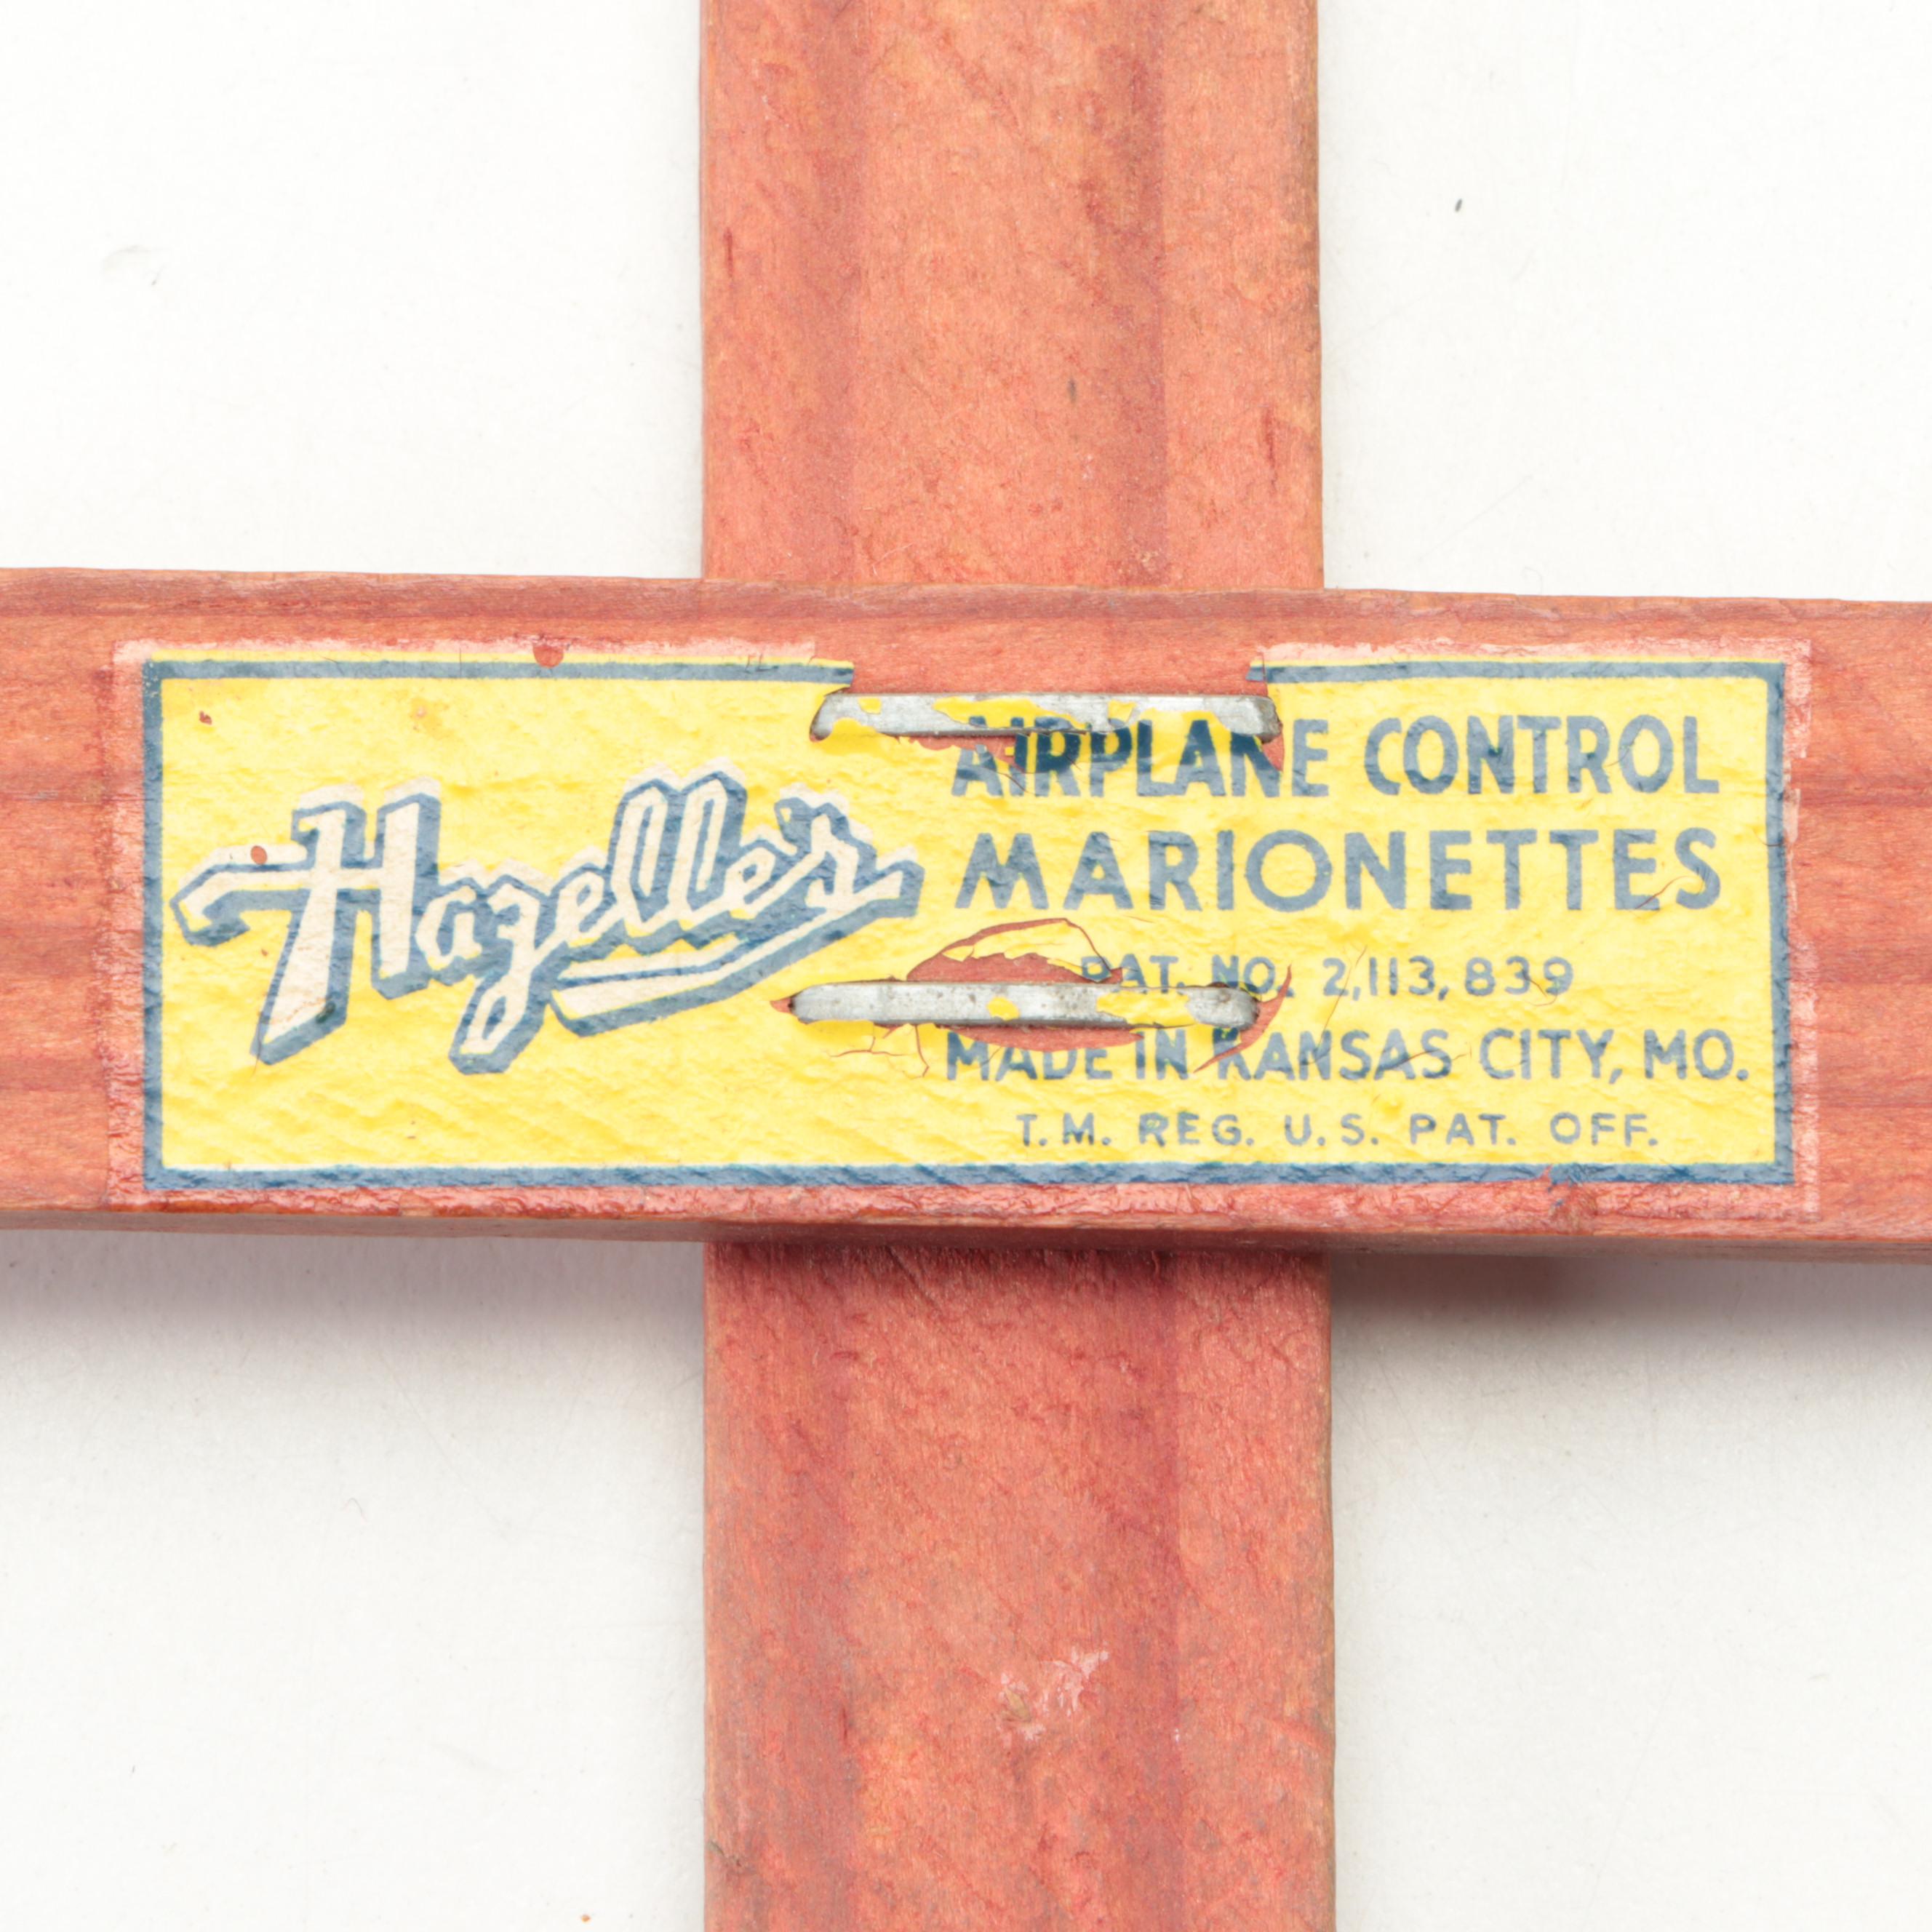 Hazelle's
AIRPLANE CONTROL
MARIONETTES
PAT. NO. 2,113,839
MADE IN KANSAS CITY, MO.
T.M. REG. U.S. PAT. OFF.